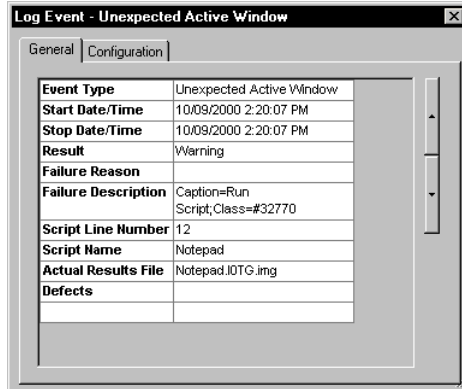 Log Event - Unexpected Active Window
General Configuration
Event Type Unexpected Active Window
Start Date/Time 10/09/2000 2:20:07 PM
Stop Date/Time 10/09/2000 2:20:07 PM
Result Warning
Failure Reason
Failure Description Caption=Run
Script;Class=#32770
Script Line Number 12
Script Name Notepad
Actual Results File Notepad.I0TG.img
Defects